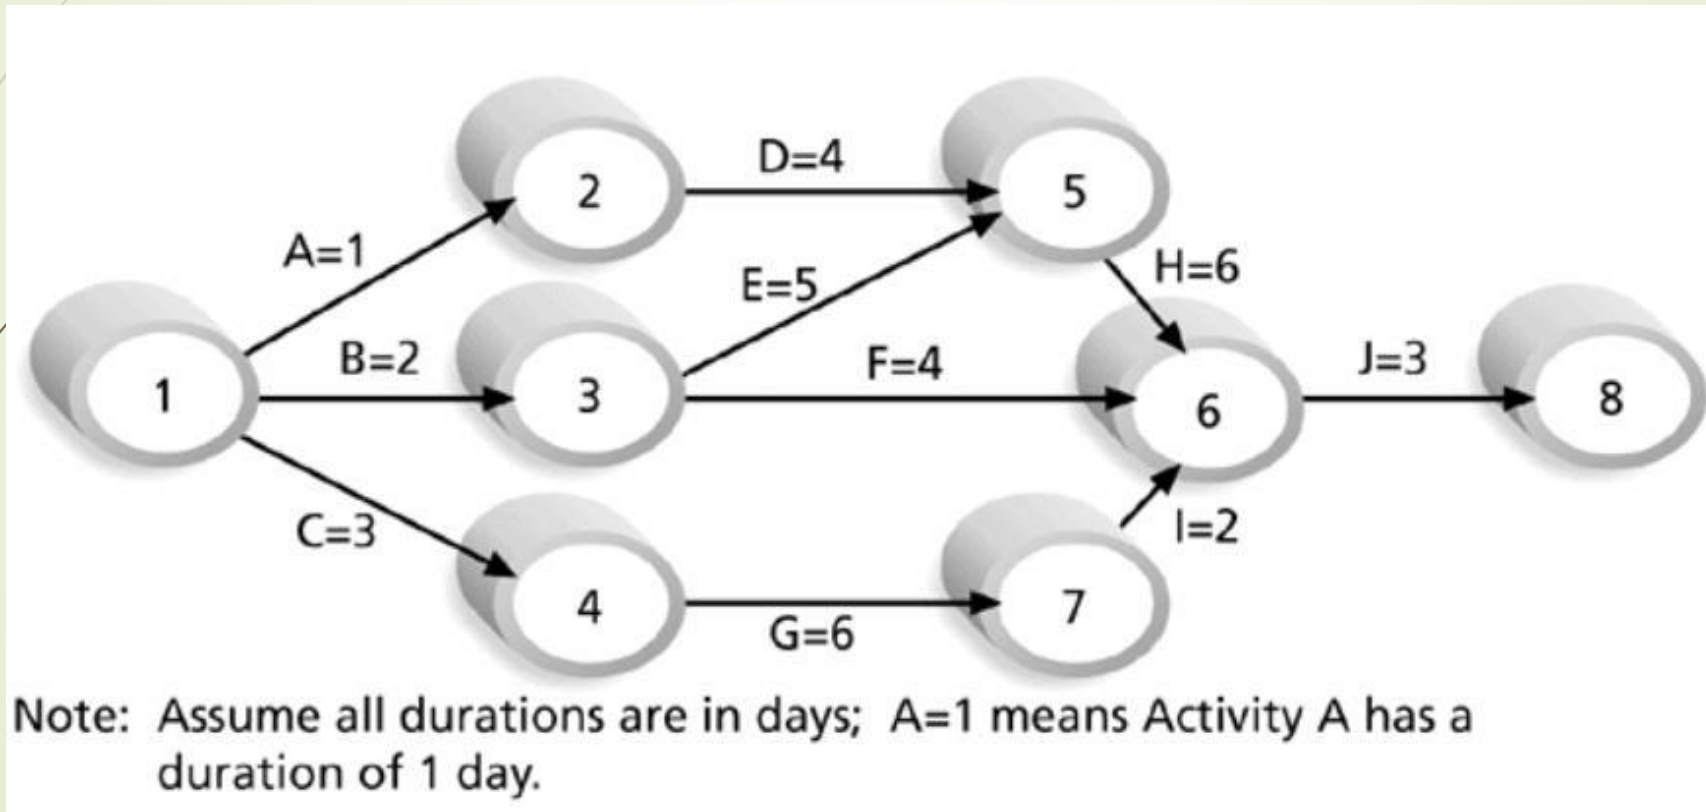 2
D=4
5
A=1
E=5
H=6
1
B=2
3
F=4
6
J=3
8
C=3
4
G=6
7
I=2
Note: Assume all durations are in days; A=1 means Activity A has a
duration of 1 day.